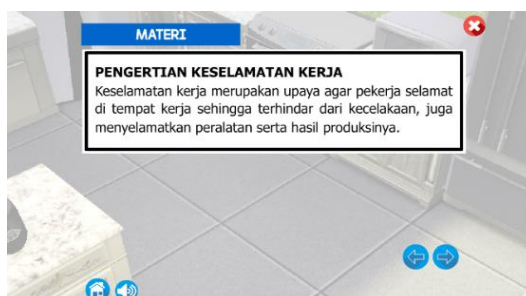 MATERI
PENGERTIAN KESELAMATAN KERJA
Keselamatan kerja merupakan upaya agar pekerja selamat
di tempat kerja sehingga terhindar dari kecelakaan, juga
menyelamatkan peralatan serta hasil produksinya.